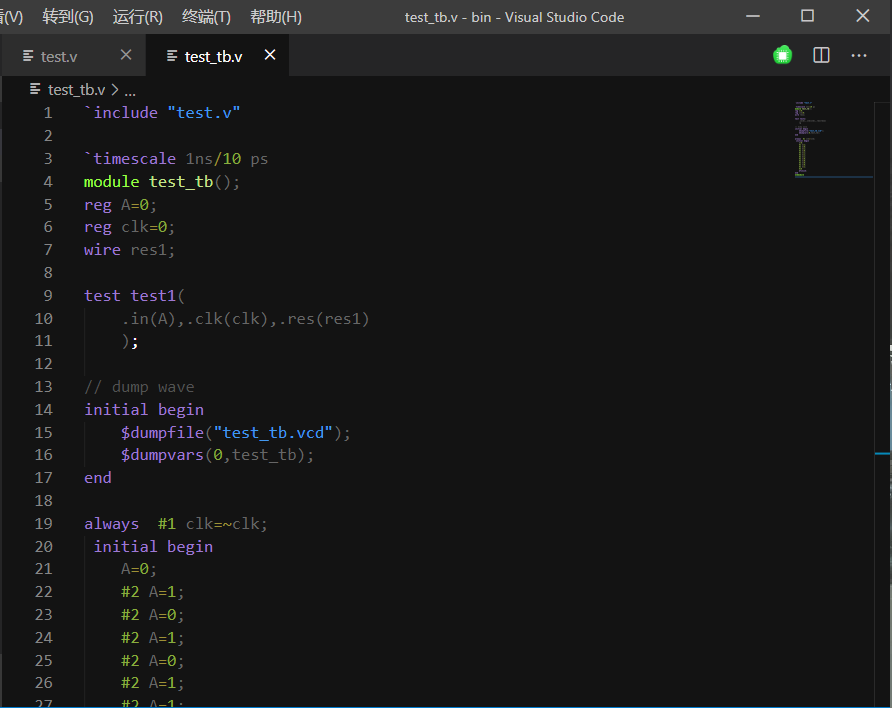 (V) 转到(G) 运行(R) 终端(T) 帮助(H) test_tb.v - bin - Visual Studio Code
test.v test_tb.v
test_tb.v > ...
1 `include "test.v"
2
3 `timescale 1ns/10 ps
4 module test_tb();
5 reg A=0;
6 reg clk=0;
7 wire res1;
8
9 test test1(
10 .in(A),.clk(clk),.res(res1)
11 );
12
13 // dump wave
14 initial begin
15 $dumpfile("test_tb.vcd");
16 $dumpvars(0,test_tb);
17 end
18
19 always  #1 clk=~clk;
20 initial begin
21 A=0;
22 #2 A=1;
23 #2 A=0;
24 #2 A=1;
25 #2 A=0;
26 #2 A=1;
27 #2 A=1;